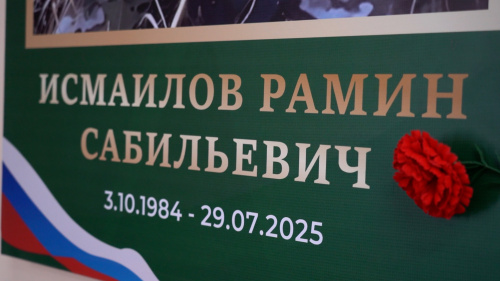 ИСМАИЛОВ РАМИН
САБИЛЬЕВИЧ
3.10.1984 - 29.07.2025